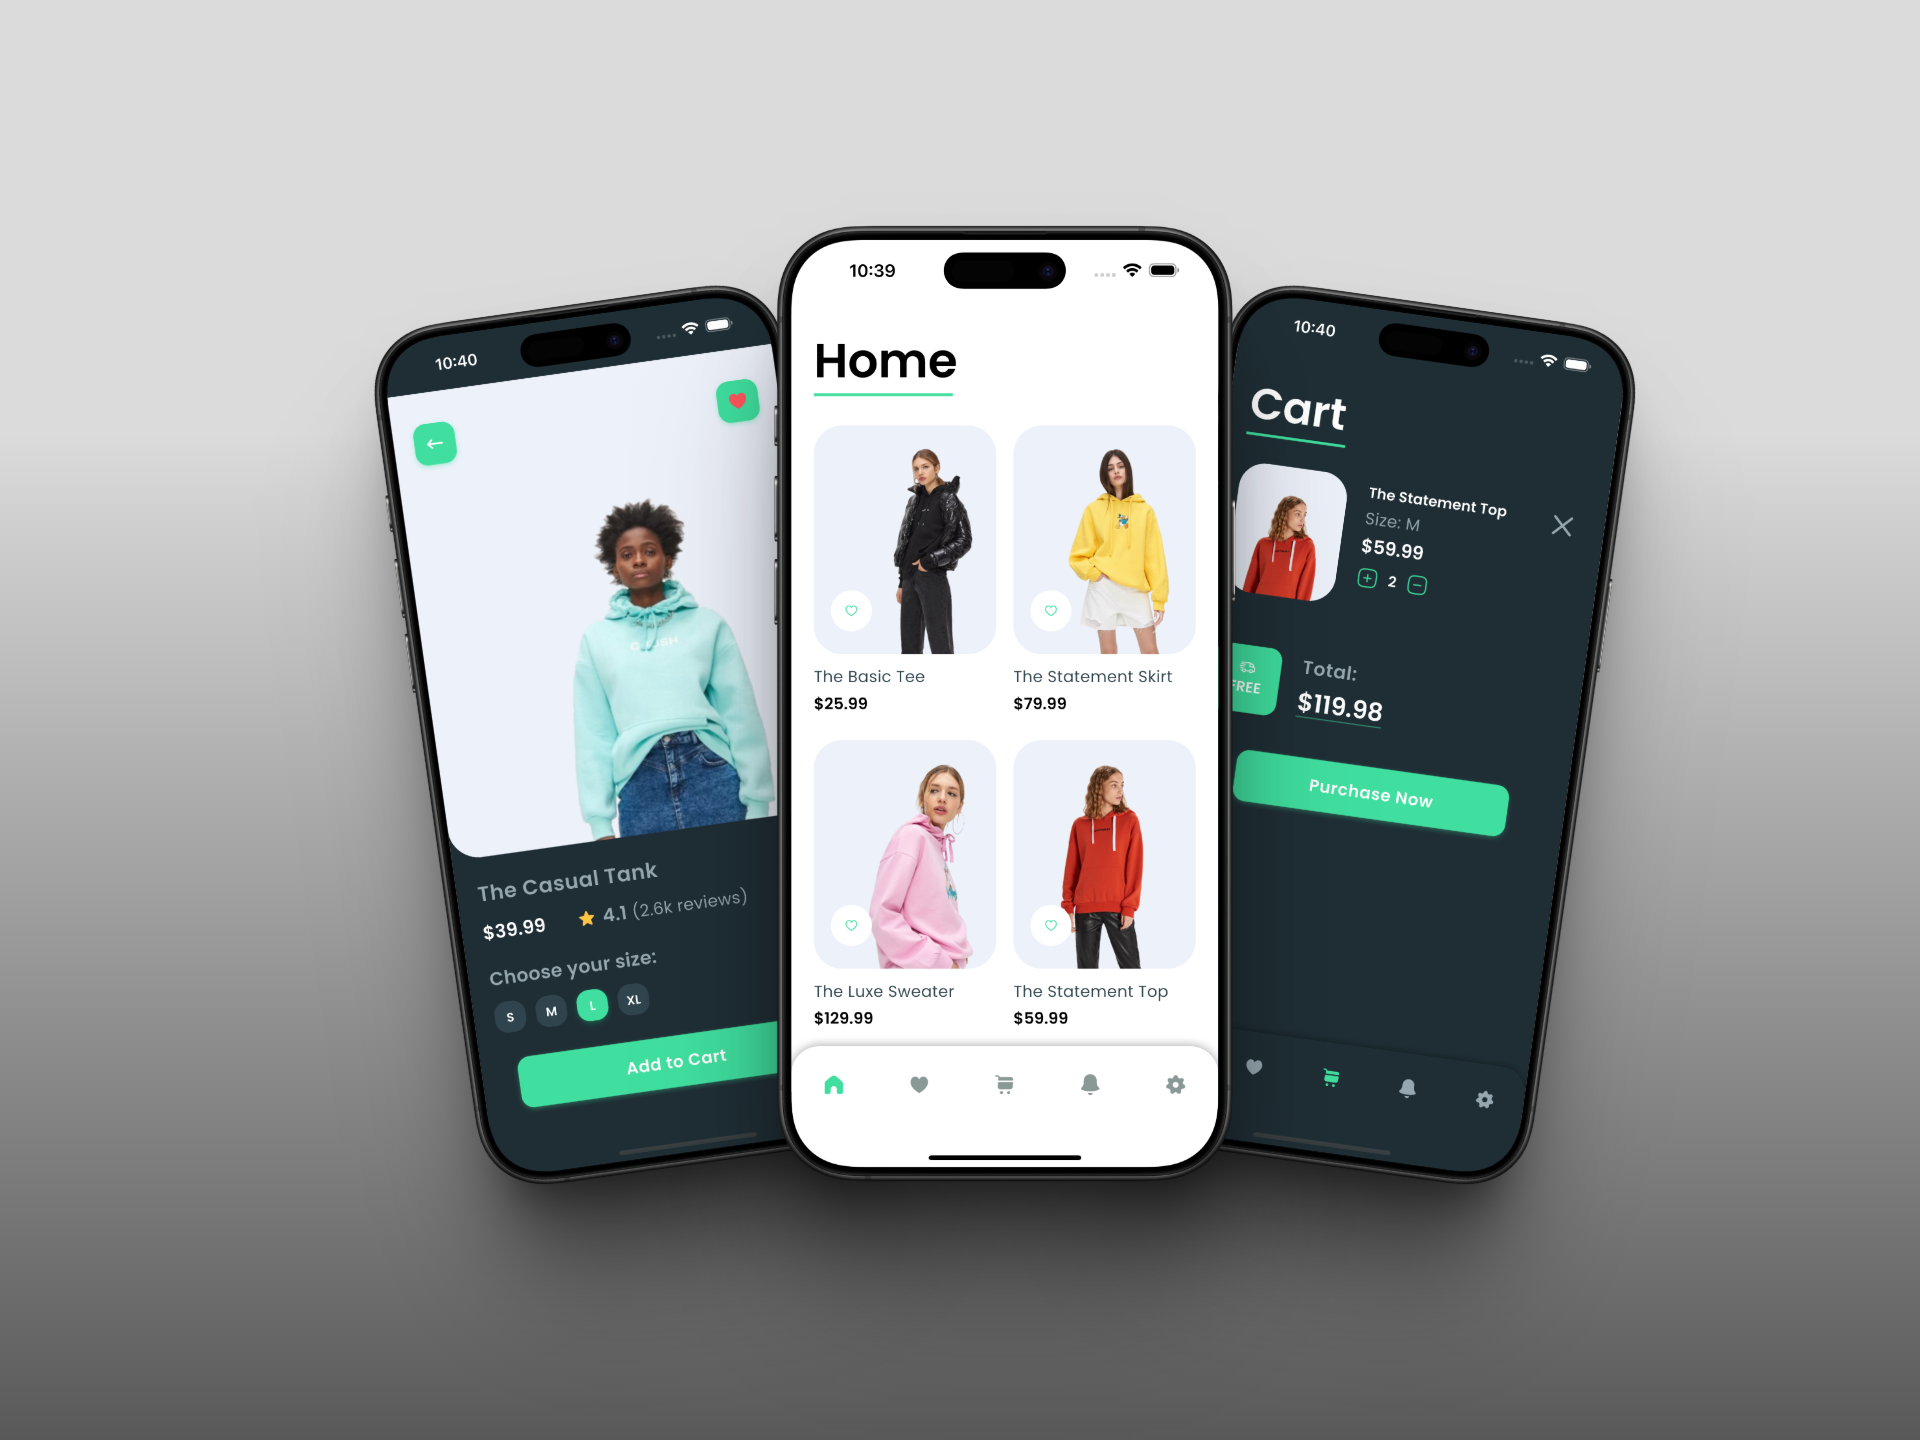 10:40
C
SH
The Casual Tank
$39.99
4.1 (2.6k reviews)
Choose your size:
S M L XL
Add to Cart
10:39
Home
The Basic Tee
$25.99
The Statement Skirt
$79.99
The Luxe Sweater
$129.99
The Statement Top
$59.99
10:40
Cart
The Statement Top
Size: M
$59.99
2
FREE
Total:
$119.98
Purchase Now